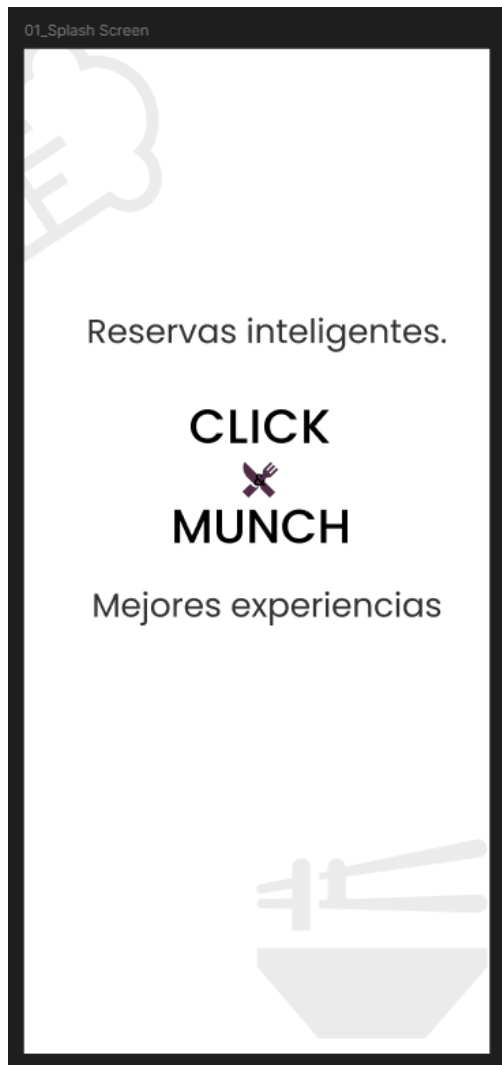 01_Splash Screen
Reservas inteligentes.
CLICK
&
MUNCH
Mejores experiencias